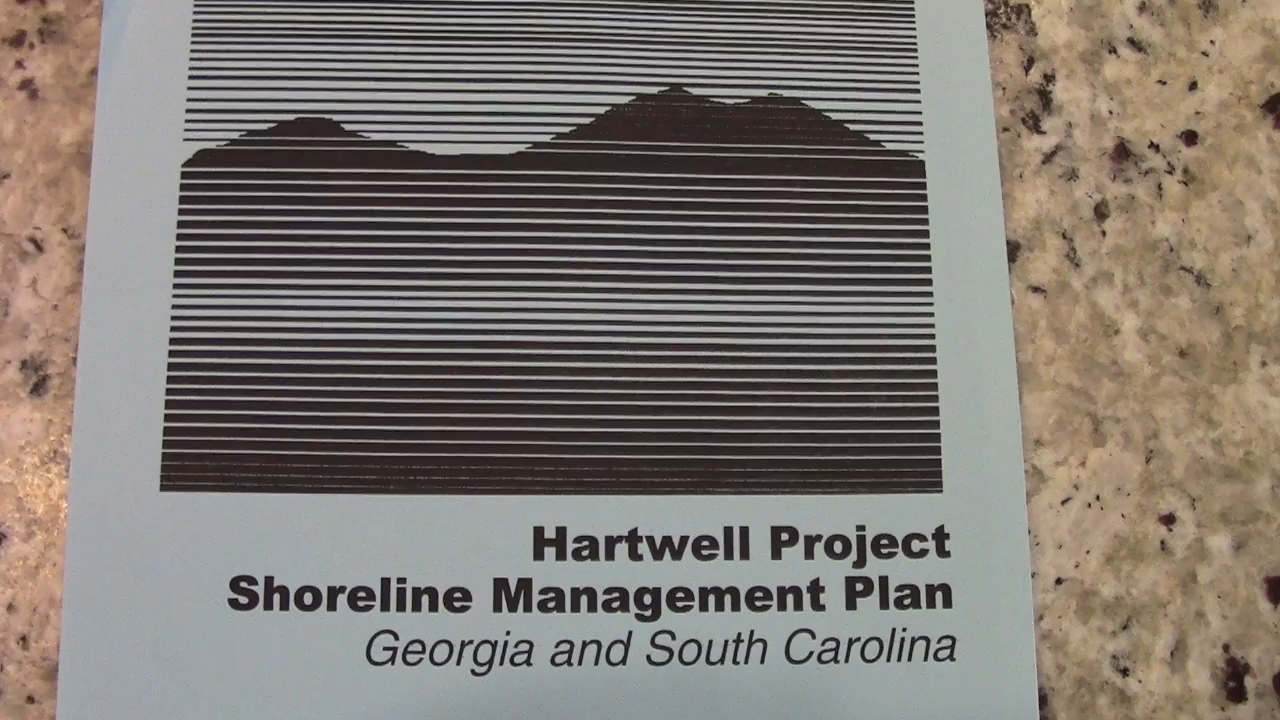 Hartwell Project
Shoreline Management Plan
Georgia and South Carolina